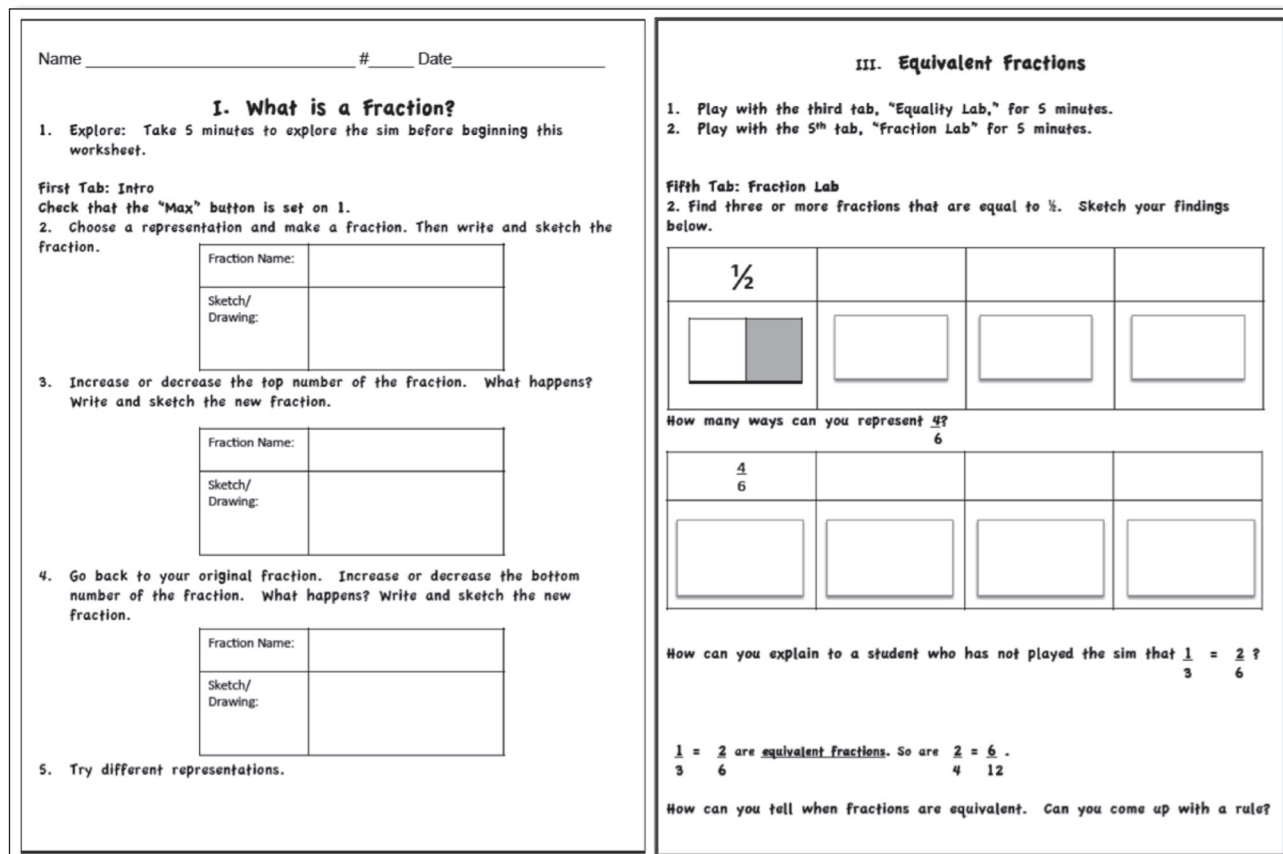 Name ______________________________ #_____ Date_________________
I. What is a Fraction?
1. Explore: Take 5 minutes to explore the sim before beginning this
worksheet.
First Tab: Intro
Check that the "Max" button is set on 1.
2. Choose a representation and make a fraction. Then write and sketch the
fraction.
Fraction Name:
Sketch/
Drawing:
3. Increase or decrease the top number of the fraction. What happens?
Write and sketch the new fraction.
Fraction Name:
Sketch/
Drawing:
4. Go back to your original fraction. Increase or decrease the bottom
number of the fraction. What happens? Write and sketch the new
fraction.
Fraction Name:
Sketch/
Drawing:
5. Try different representations.
III. Equivalent Fractions
1. Play with the third tab, "Equality Lab," for 5 minutes.
2. Play with the 5th tab, "Fraction Lab" for 5 minutes.
Fifth Tab: Fraction Lab
2. Find three or more fractions that are equal to ½. Sketch your findings
below.
½
How many ways can you represent 4?
6
4
6
How can you explain to a student who has not played the sim that 1 = 2 ?
3 6
1 = 2 are equivalent fractions. So are 2 = 6 .
3 6 4 12
How can you tell when fractions are equivalent. Can you come up with a rule?